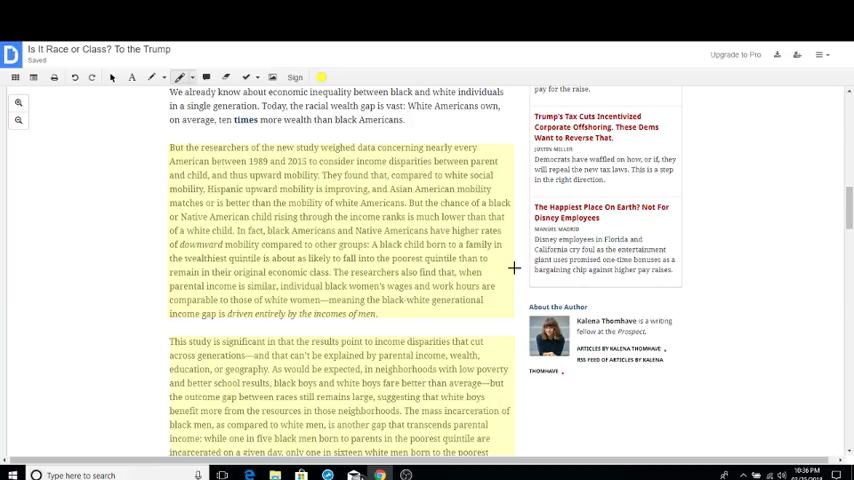 Is It Race or Class? To the Trump
Saved
Upgrade to Pro
Sign
We already know about economic inequality between black and white individuals
in a single generation. Today, the racial wealth gap is vast: White Americans own,
on average, ten times more wealth than black Americans.
But the researchers of the new study weighed data concerning nearly every
American between 1989 and 2015 to consider income disparities between parent
and child, and thus upward mobility. They found that, compared to white social
mobility, Hispanic upward mobility is improving, and Asian American mobility
matches or is better than the mobility of white Americans. But the chance of a black
or Native American child rising through the income ranks is much lower than that
of a white child. In fact, black Americans and Native Americans have higher rates
of downward mobility compared to other groups: A black child born to a family in
the wealthiest quintile is about as likely to fall into the poorest quintile than to
remain in their original economic class. The researchers also find that, when
parental income is similar, individual black women's wages and work hours are
comparable to those of white women—meaning the black-white generational
income gap is driven entirely by the incomes of men.
This study is significant in that the results point to income disparities that cut
across generations—and that can't be explained by parental income, wealth,
education, or geography. As would be expected, in neighborhoods with low poverty
and better school results, black boys and white boys fare better than average—but
the outcome gap between races still remains large, suggesting that white boys
benefit more from the resources in those neighborhoods. The mass incarceration of
black men, as compared to white men, is another gap that transcends parental
income: while one in five black men born to parents in the poorest quintile are
incarcerated on a given day, only one in sixteen white men born to the poorest
pay for the raise.
Trump's Tax Cuts Incentivized
Corporate Offshoring. These Dems
Want to Reverse That.
JUSTIN MILLER
Democrats have waffled on how, or if, they
will repeal the new tax laws. This is a step
in the right direction.
The Happiest Place On Earth? Not For
Disney Employees
MANUEL MADRID
Disney employees in Florida and
California cry foul as the entertainment
giant uses promised one-time bonuses as a
bargaining chip against higher pay raises.
About the Author
Kalena Thomhave is a writing
fellow at the Prospect.
ARTICLES BY KALENA THOMHAVE
RSS FEED OF ARTICLES BY KALENA
THOMHAVE
Type here to search
10:36 PM